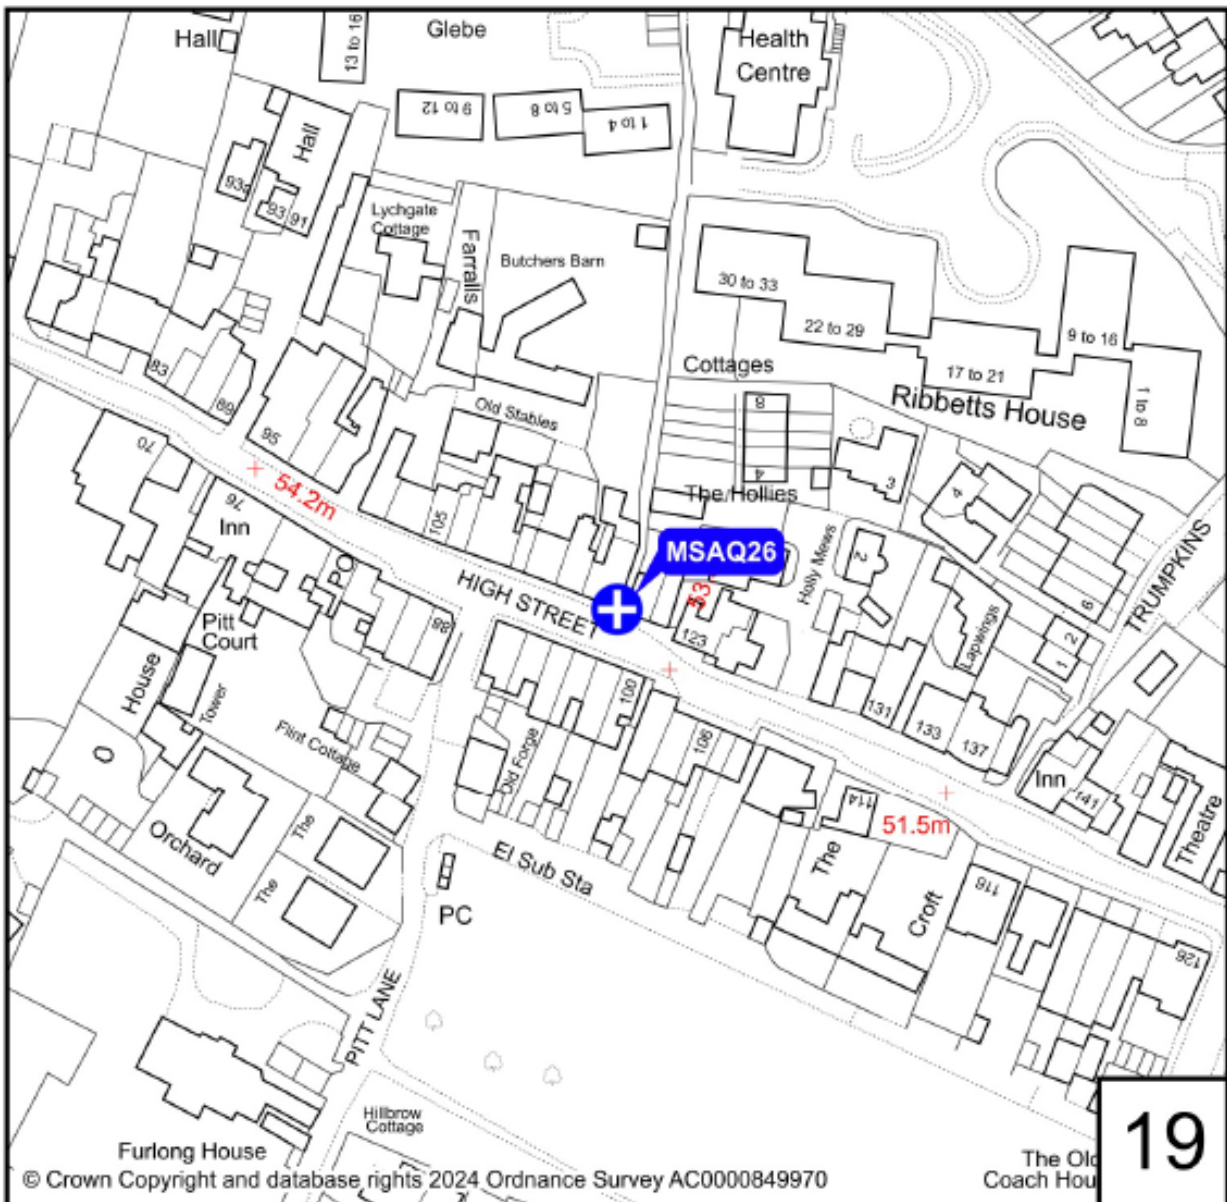 Hall
13 to 16
Glebe
Health
Centre
9 to 12
5 to 8
1 to 4
Hall
93a
93
91
Lychgate
Cottage
Farralls
Butchers Barn
30 to 33
22 to 29
9 to 16
17 to 21
1 to 8
Cottages
Ribbetts House
83
89
95
Old Stables
8
4
3
4
The Hollies
70
54.2m
76
Inn
105
PO
HIGH STREET
MSAQ26
53
Holly Mews
2
TRUMPKINS
6
Pitt
Court
88
123
Lapwings
2
1
House
Tower
100
131
133
137
Flint Cottage
Old Forge
106
Inn
141
Theatre
114
51.5m
Orchard
The
The
El Sub Sta
The
Croft
116
PC
126
PITT LANE
Hillbrow
Cottage
Furlong House
The Old
Coach Hou
19
© Crown Copyright and database rights 2024 Ordnance Survey AC0000849970